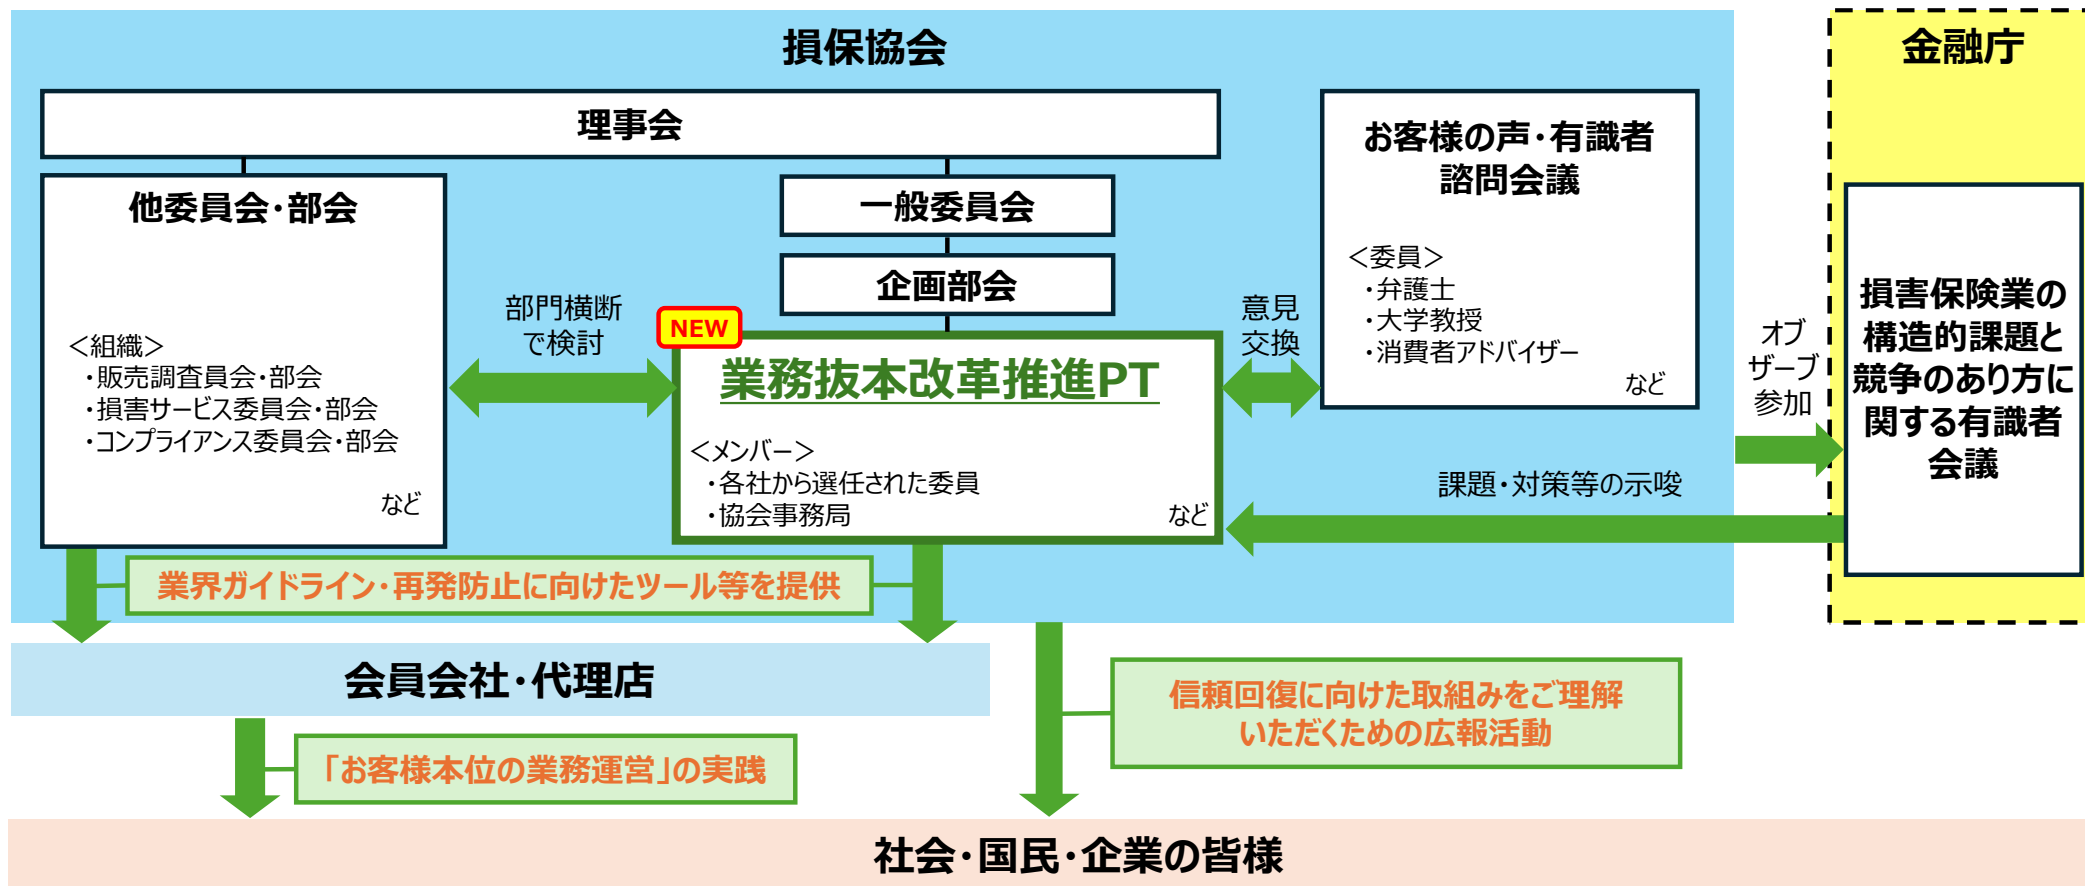 損保協会
金融庁
理事会
他委員会・部会
＜組織＞
・販売調査員会・部会
・損害サービス委員会・部会
・コンプライアンス委員会・部会
など
一般委員会
企画部会
部門横断
で検討
NEW
業務抜本改革推進PT
＜メンバー＞
・各社から選任された委員
・協会事務局
など
意見
交換
お客様の声・有識者
諮問会議
＜委員＞
・弁護士
・大学教授
・消費者アドバイザー
など
オブ
ザーブ
参加
課題・対策等の示唆
損害保険業の
構造的課題と
競争のあり方に
関する有識者
会議
業界ガイドライン・再発防止に向けたツール等を提供
会員会社・代理店
信頼回復に向けた取組みをご理解
いただくための広報活動
「お客様本位の業務運営」の実践
社会・国民・企業の皆様